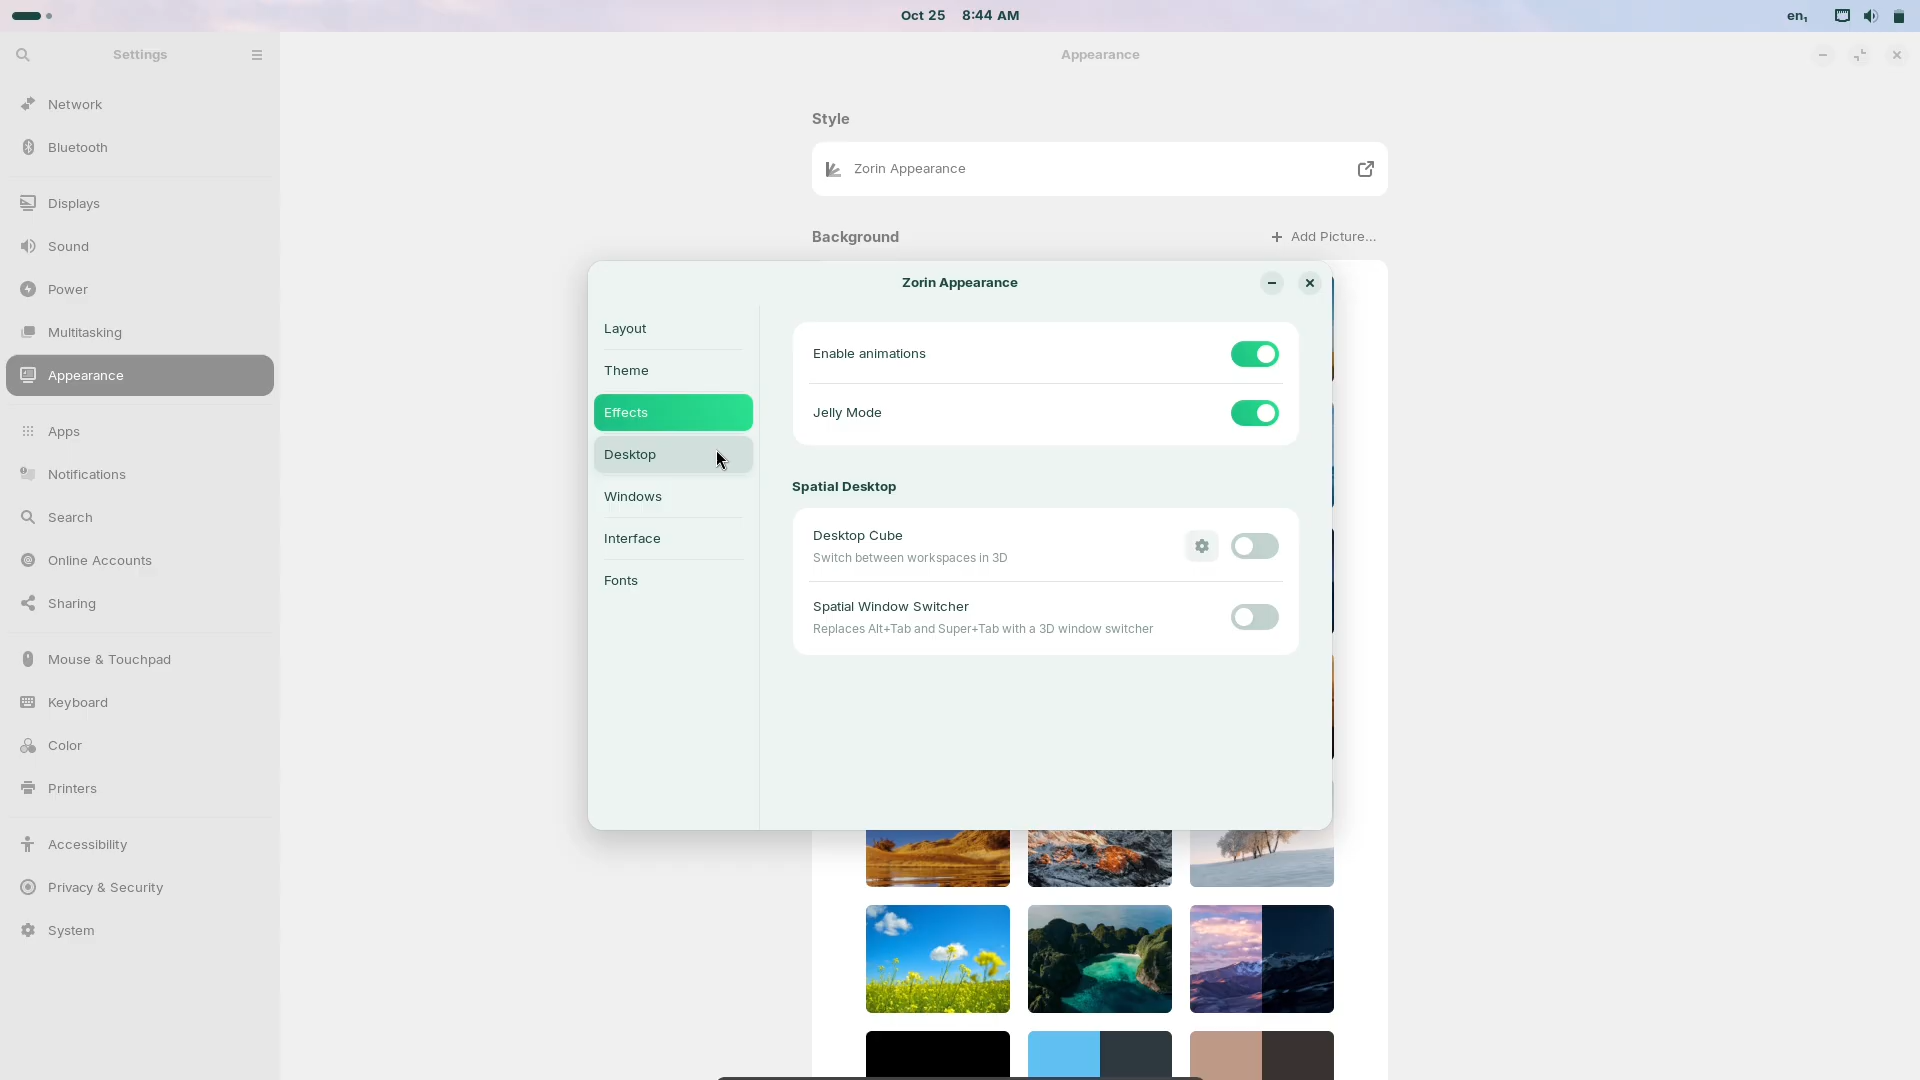 Oct 25 8:44 AM
en₁
Settings
Appearance
Network
Bluetooth
Displays
Sound
Power
Multitasking
Appearance
Apps
Notifications
Search
Online Accounts
Sharing
Mouse & Touchpad
Keyboard
Color
Printers
Accessibility
Privacy & Security
System
Style
Zorin Appearance
Background
Add Picture...
Zorin Appearance
Layout
Theme
Effects
Desktop
Windows
Interface
Fonts
Enable animations
Jelly Mode
Spatial Desktop
Desktop Cube
Switch between workspaces in 3D
Spatial Window Switcher
Replaces Alt+Tab and Super+Tab with a 3D window switcher